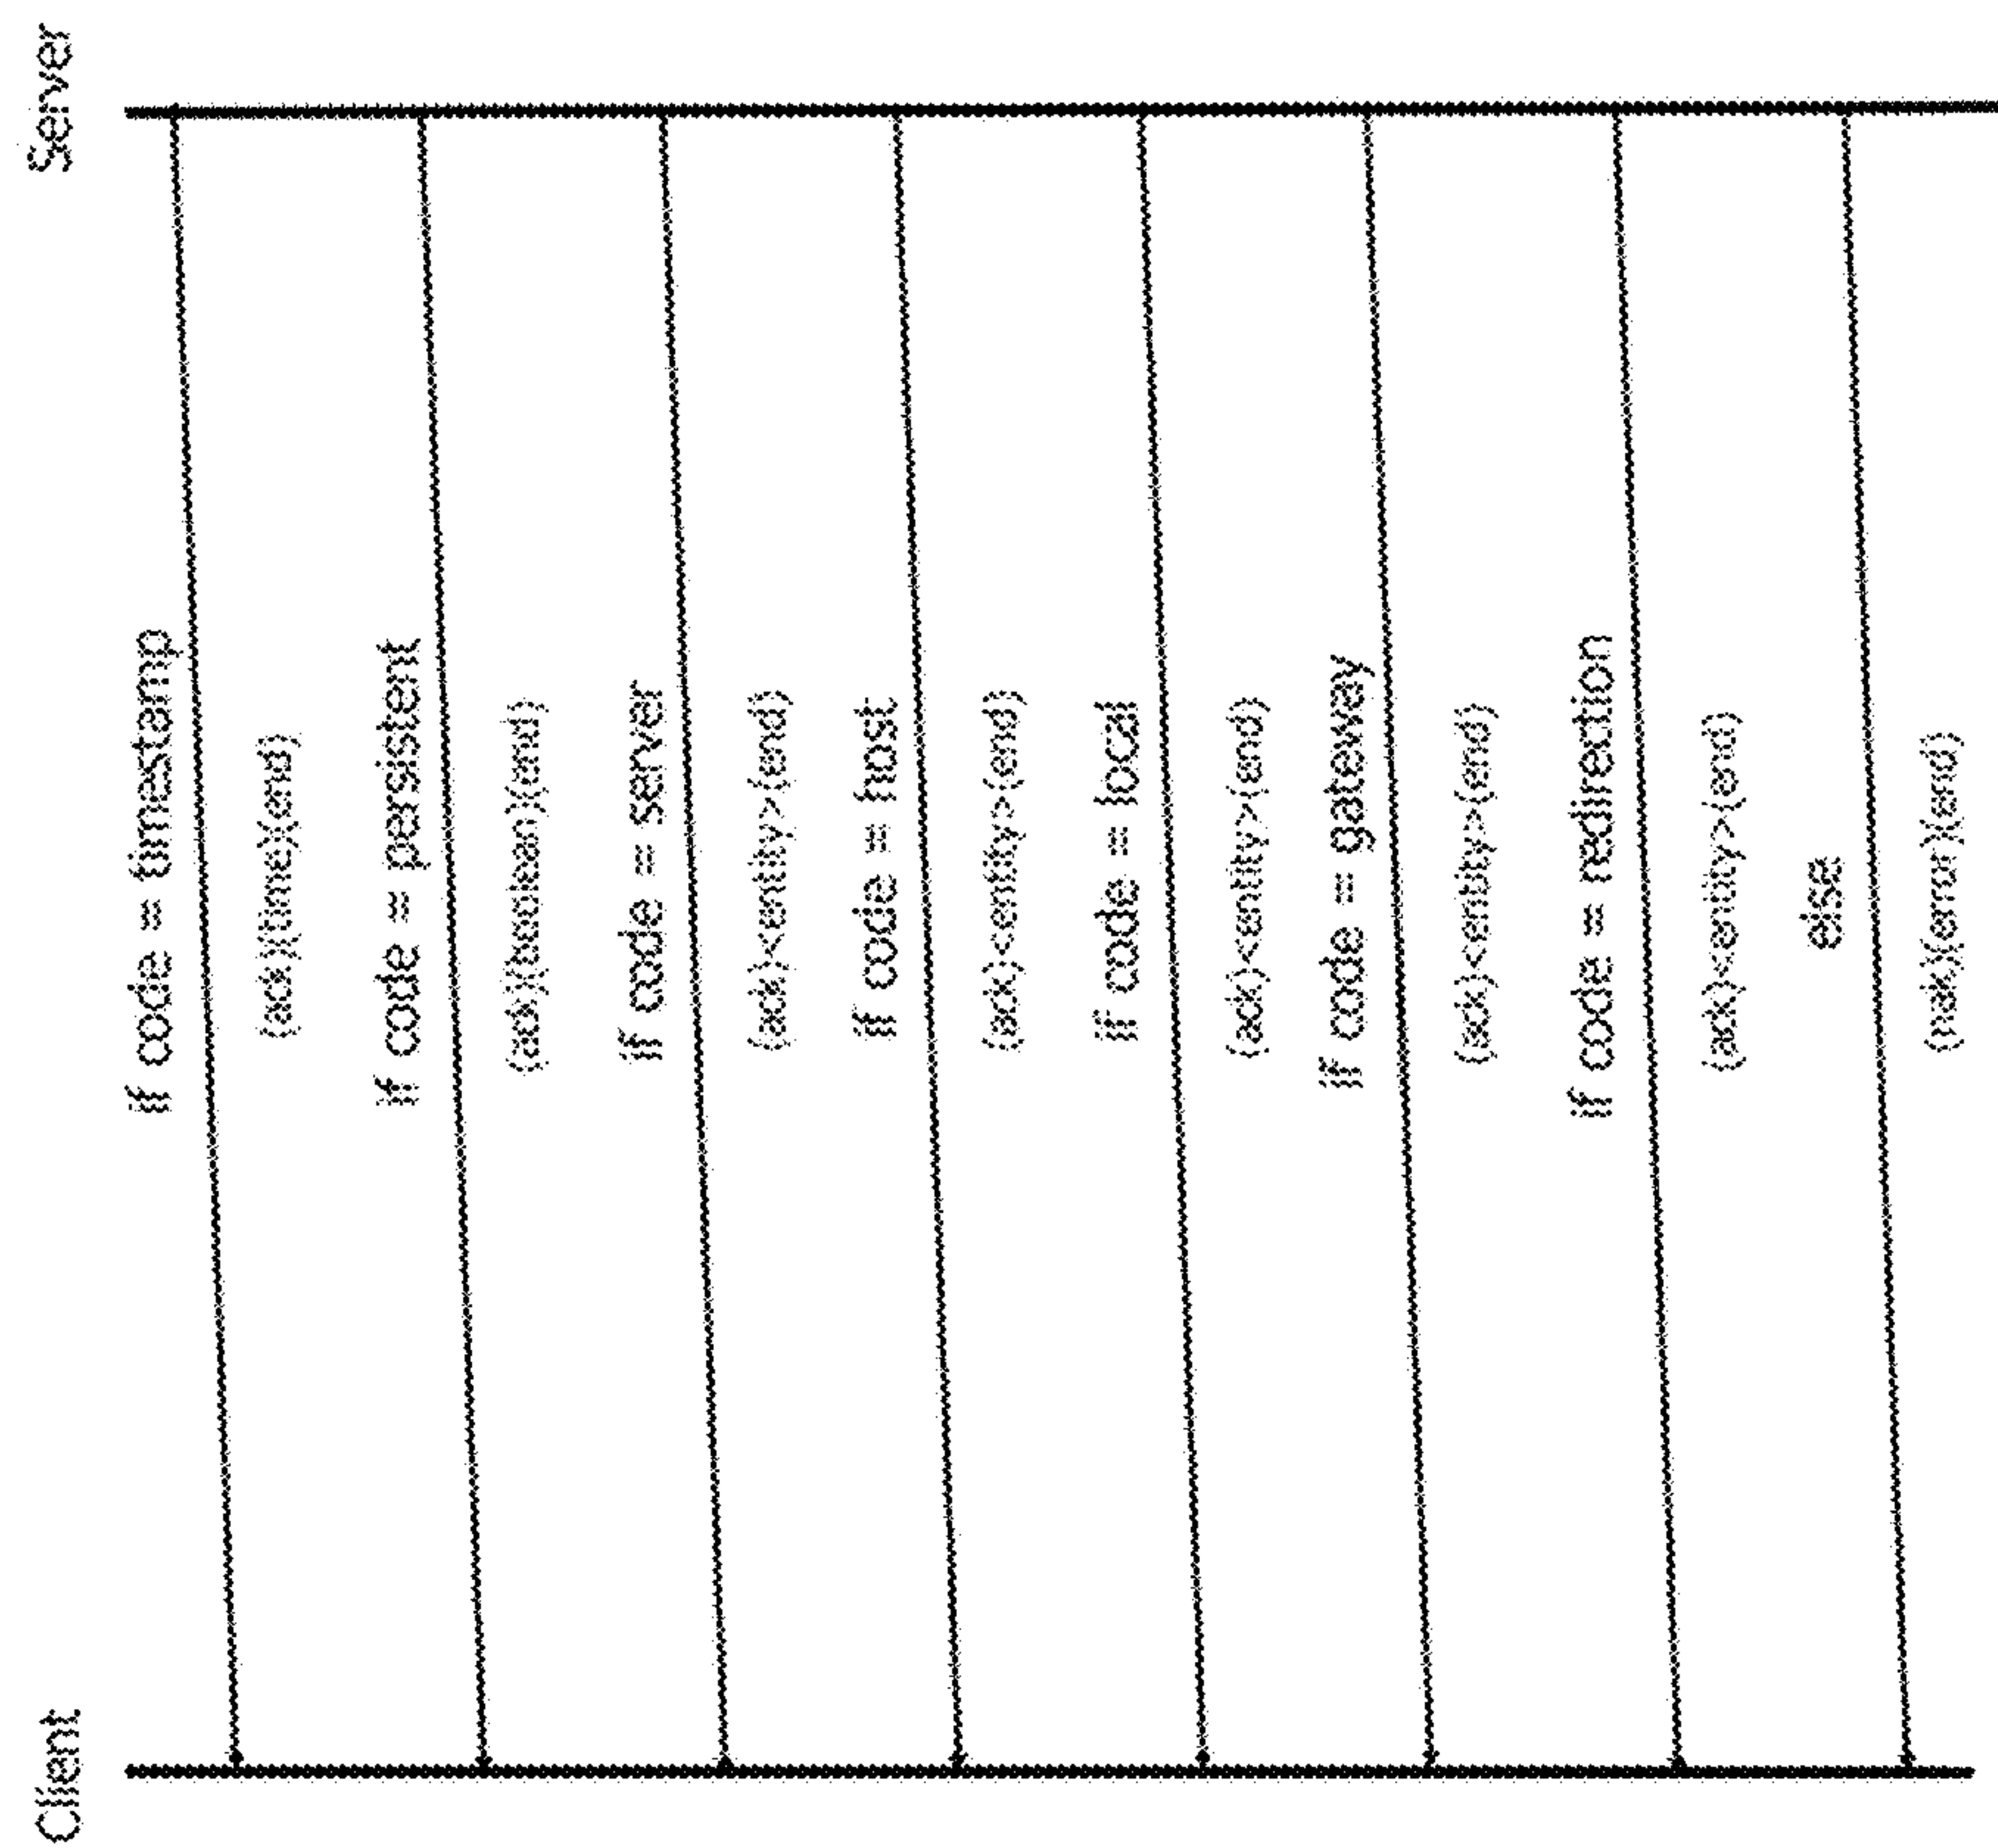 Client
Server
if code = timestamp
(ack)(time)(end)
if code = persistent
(ack)(boolean)(end)
if code = server
(ack)<entity>(end)
if code = host
(ack)<entity>(end)
if code = local
(ack)<entity>(end)
if code = gateway
(ack)<entity>(end)
if code = redirection
(ack)<entity>(end)
else
(nak)(error)(end)